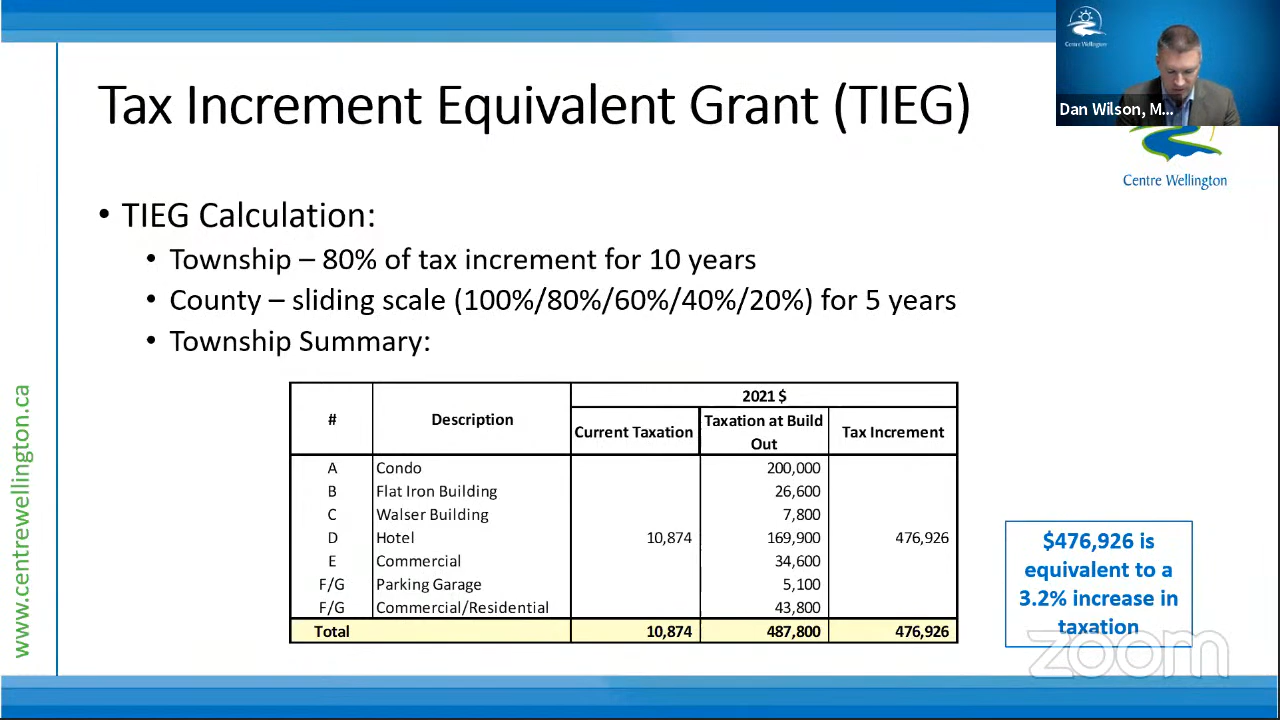 Centre Wellington
Dan Wilson, M...
Centre Wellington
Tax Increment Equivalent Grant (TIEG)
• TIEG Calculation:
• Township – 80% of tax increment for 10 years
• County – sliding scale (100%/80%/60%/40%/20%) for 5 years
• Township Summary:
# Description 2021 $
Current Taxation Taxation at Build Out Tax Increment
A Condo 200,000
B Flat Iron Building 26,600
C Walser Building 7,800
D Hotel 10,874 169,900 476,926
E Commercial 34,600
F/G Parking Garage 5,100
F/G Commercial/Residential 43,800
Total 10,874 487,800 476,926
$476,926 is
equivalent to a
3.2% increase in
taxation
zoom
www.centrewellington.ca